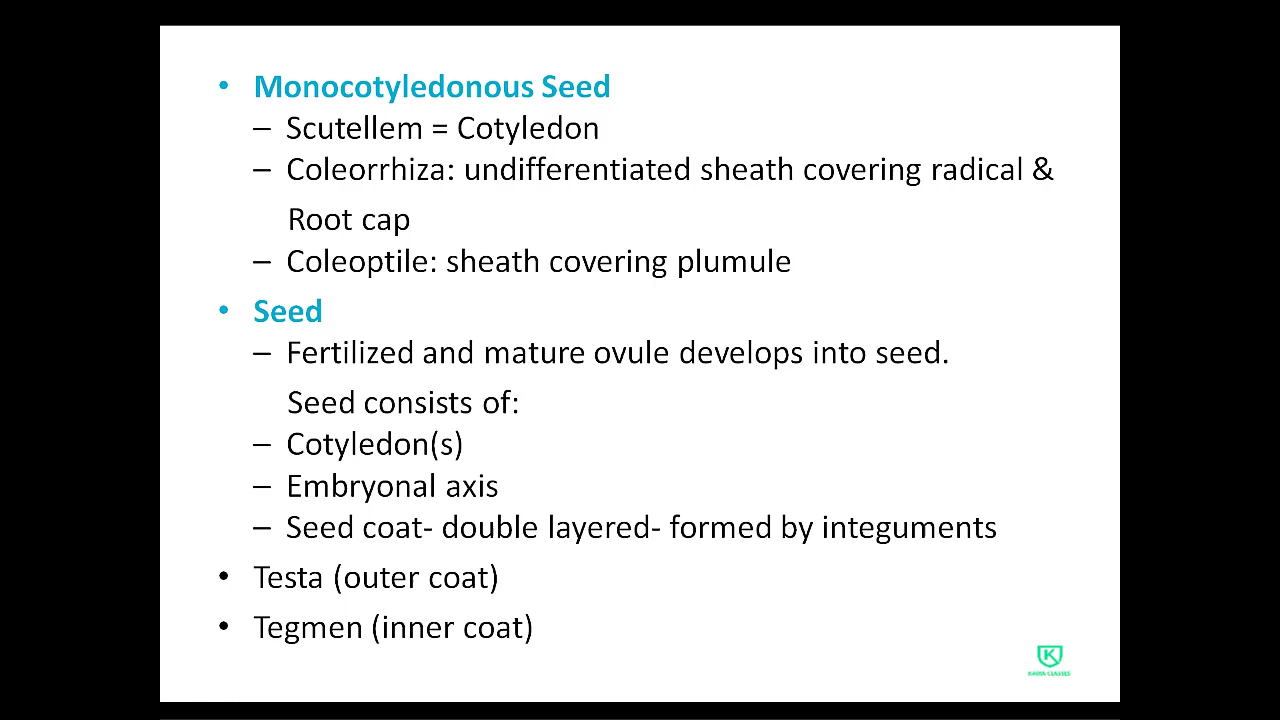 • Monocotyledonous Seed
– Scutellem = Cotyledon
– Coleorrhiza: undifferentiated sheath covering radical &
Root cap
– Coleoptile: sheath covering plumule
• Seed
– Fertilized and mature ovule develops into seed.
Seed consists of:
– Cotyledon(s)
– Embryonal axis
– Seed coat- double layered- formed by integuments
• Testa (outer coat)
• Tegmen (inner coat)
K